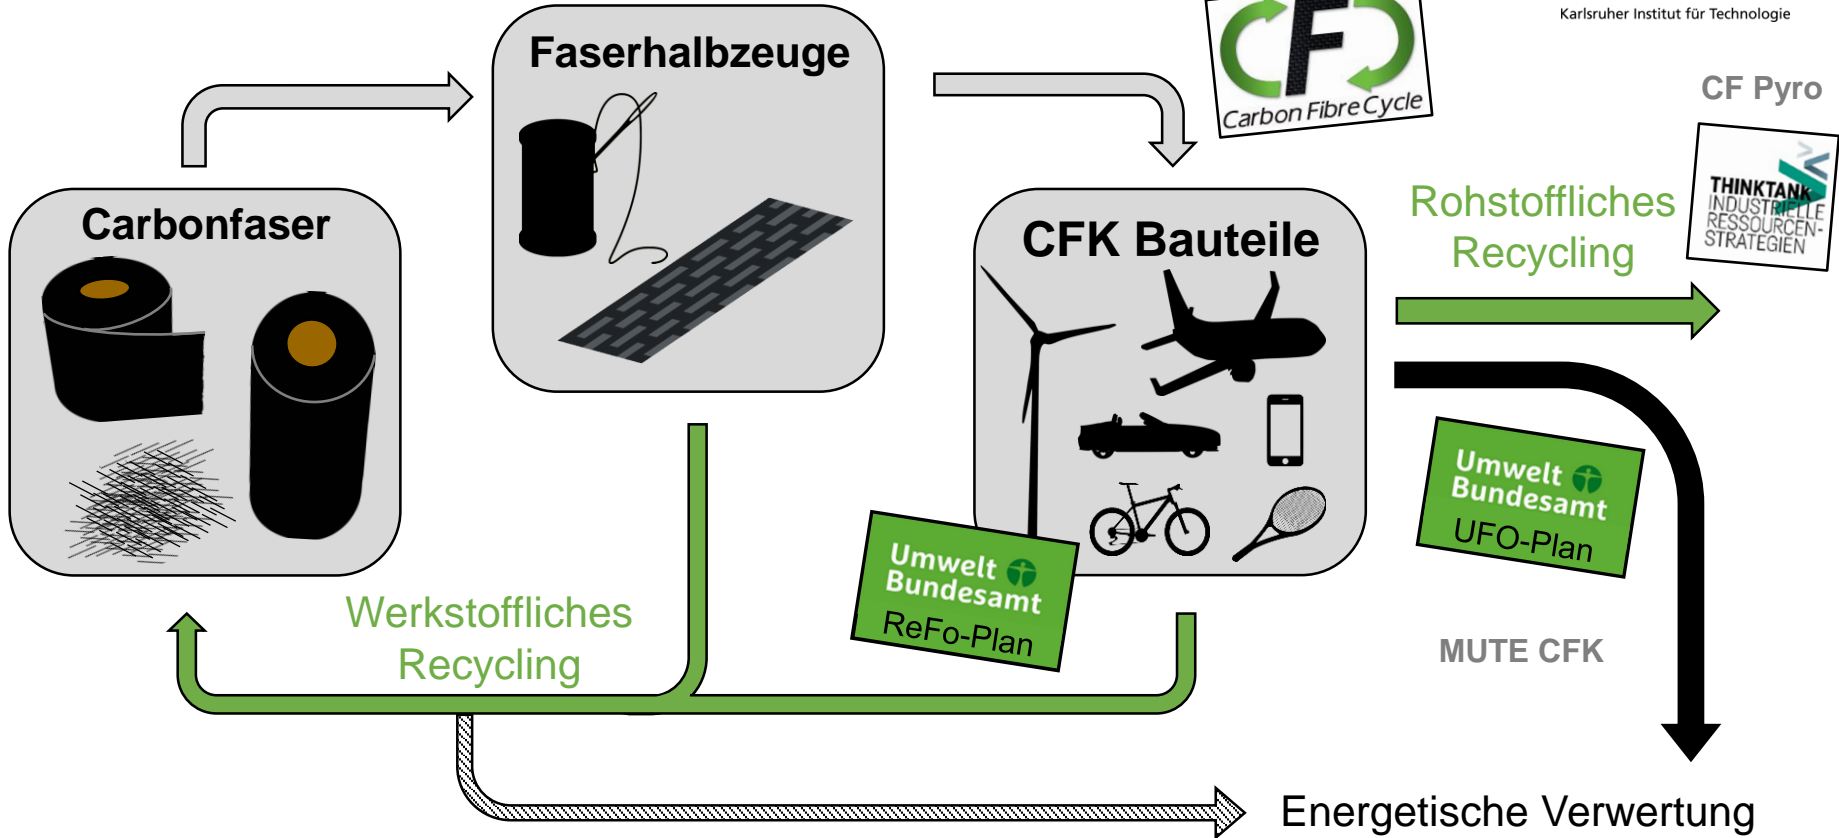 Karlsruher Institut für Technologie
Faserhalbzeuge
CF
Carbon Fibre Cycle
CF Pyro
THINKTANK
INDUSTRIELLE
RESSOURCEN-
STRATEGIEN
Carbonfaser
CFK Bauteile
Rohstoffliches
Recycling
Umwelt
Bundesamt
UFO-Plan
Umwelt
Bundesamt
ReFo-Plan
Werkstoffliches
Recycling
MUTE CFK
Energetische Verwertung